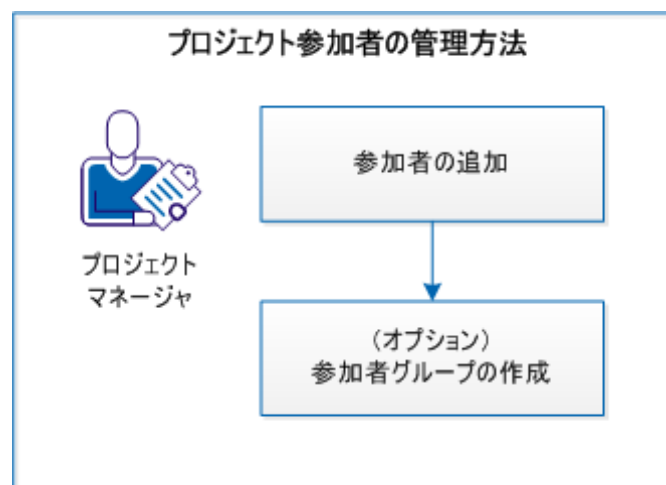 プロジェクト参加者の管理方法
参加者の追加
プロジェクト
マネージャ
（オプション）
参加者グループの作成